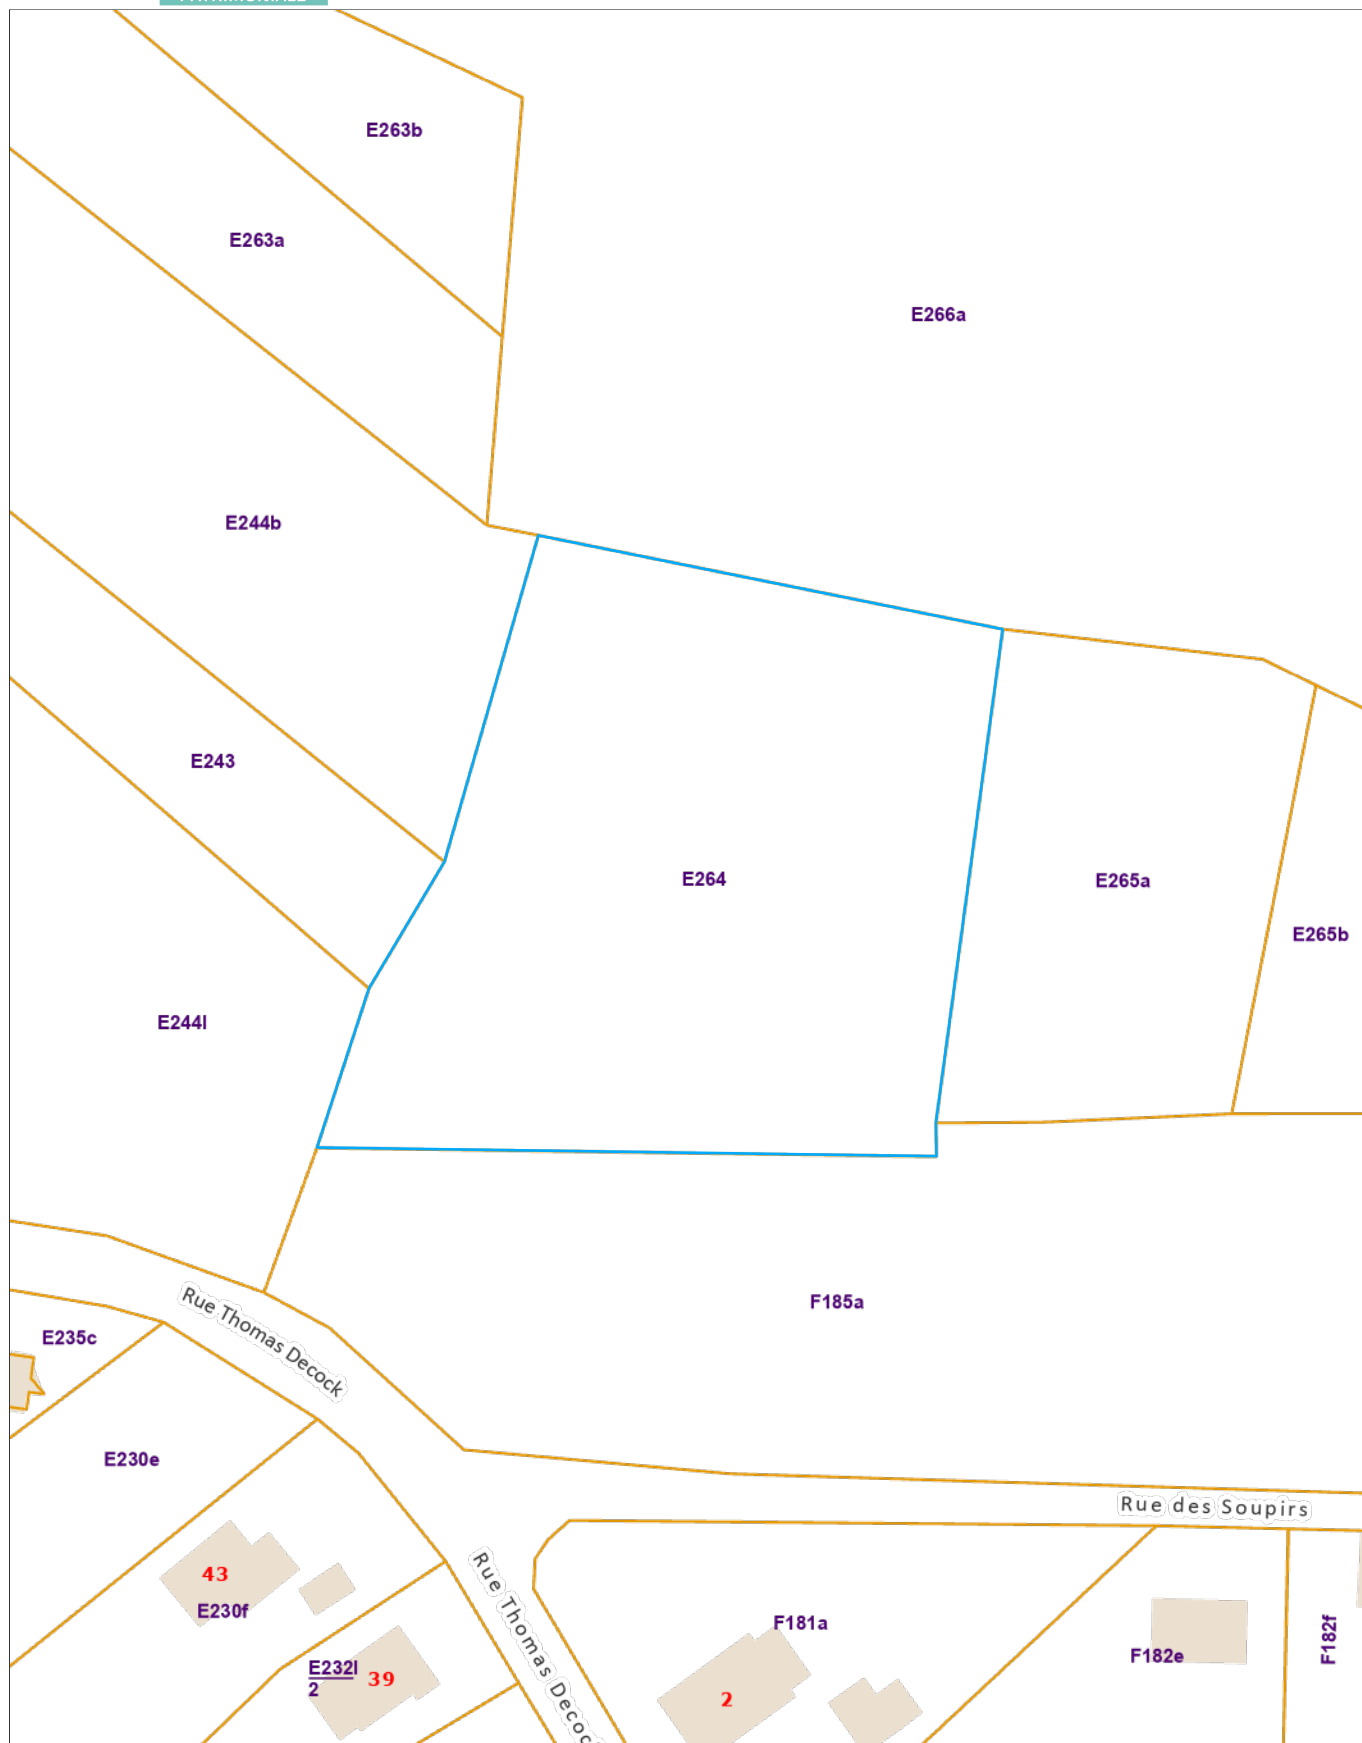 E263b
E263a
E266a
E244b
E243
E264
E265a
E265b
E244l
F185a
Rue Thomas Decock
E235c
E230e
Rue des Soupirs
43
E230f
Rue Thomas Decock
F181a
F182f
F182e
E232l
2
39
2